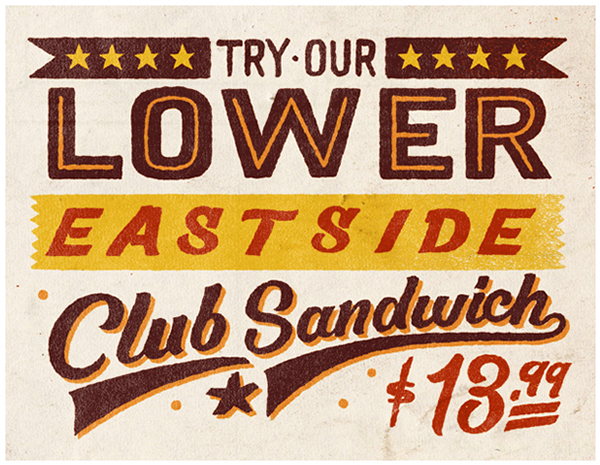 TRY·OUR
LOWER
EASTSIDE
Club Sandwich
$13.99